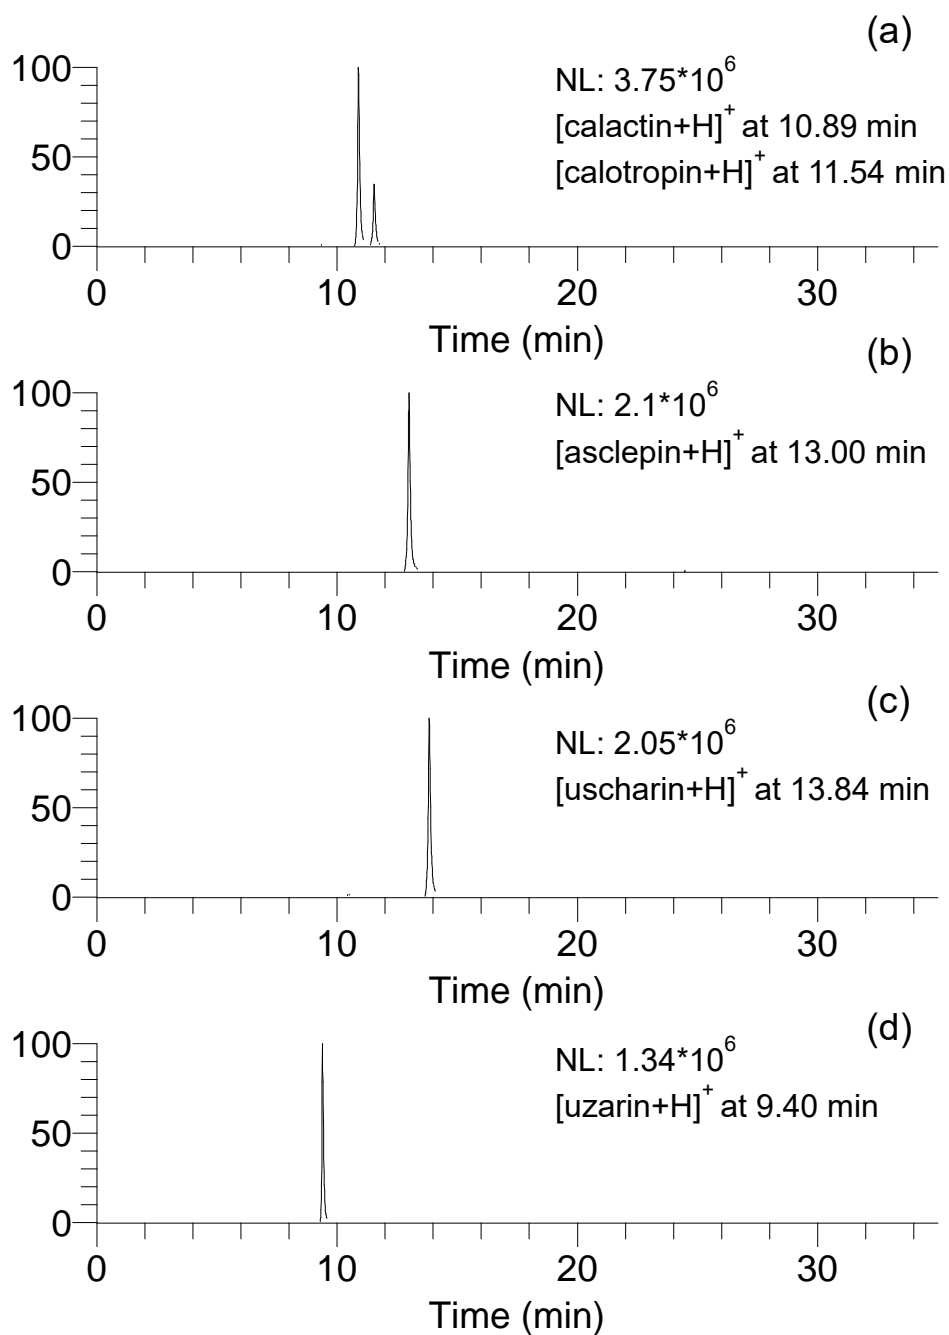 (a)
100
50
0
NL: 3.75*10^6
[calactin+H]^+ at 10.89 min
[calotropin+H]^+ at 11.54 min
0 10 20 30
Time (min)
(b)
100
50
0
NL: 2.1*10^6
[asclepin+H]^+ at 13.00 min
0 10 20 30
Time (min)
(c)
100
50
0
NL: 2.05*10^6
[uscharin+H]^+ at 13.84 min
0 10 20 30
Time (min)
(d)
100
50
0
NL: 1.34*10^6
[uzarin+H]^+ at 9.40 min
0 10 20 30
Time (min)